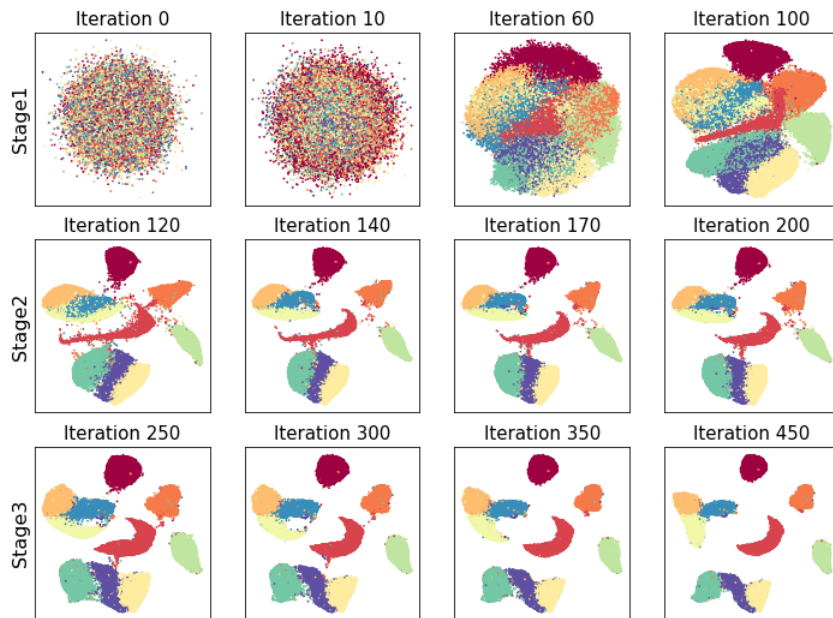 Iteration 0 Iteration 10 Iteration 60 Iteration 100
Stage1
Iteration 120 Iteration 140 Iteration 170 Iteration 200
Stage2
Iteration 250 Iteration 300 Iteration 350 Iteration 450
Stage3